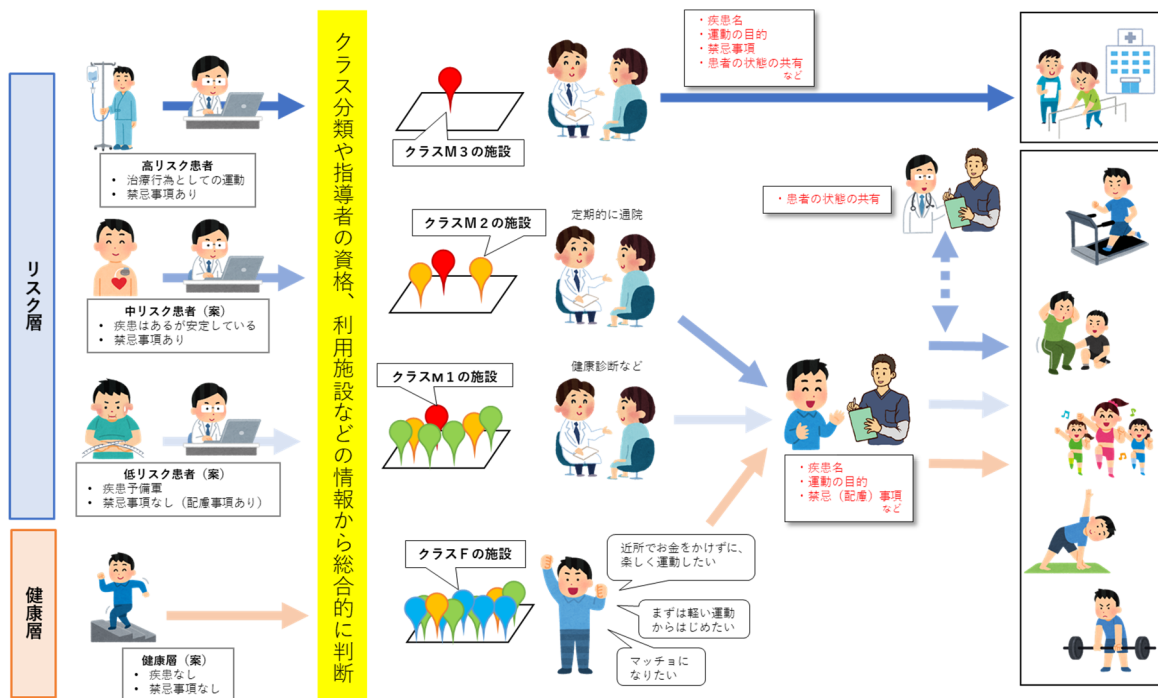 リスク層
健康層
高リスク患者
• 治療行為としての運動
• 禁忌事項あり
中リスク患者（案）
• 疾患はあるが安定している
• 禁忌事項あり
低リスク患者（案）
• 疾患予備軍
• 禁忌事項なし（配慮事項あり）
健康層（案）
• 疾患なし
• 禁忌事項なし
クラス分類や指導者の資格、利用施設などの情報から総合的に判断
クラスM３の施設
クラスM２の施設
クラスM１の施設
クラスFの施設
定期的に通院
健康診断など
近所でお金をかけずに、
楽しく運動したい
まずは軽い運動
からはじめたい
マッチョに
なりたい
・疾患名
・運動の目的
・禁忌事項
・患者の状態の共有
など
・患者の状態の共有
・疾患名
・運動の目的
・禁忌（配慮）事項
など